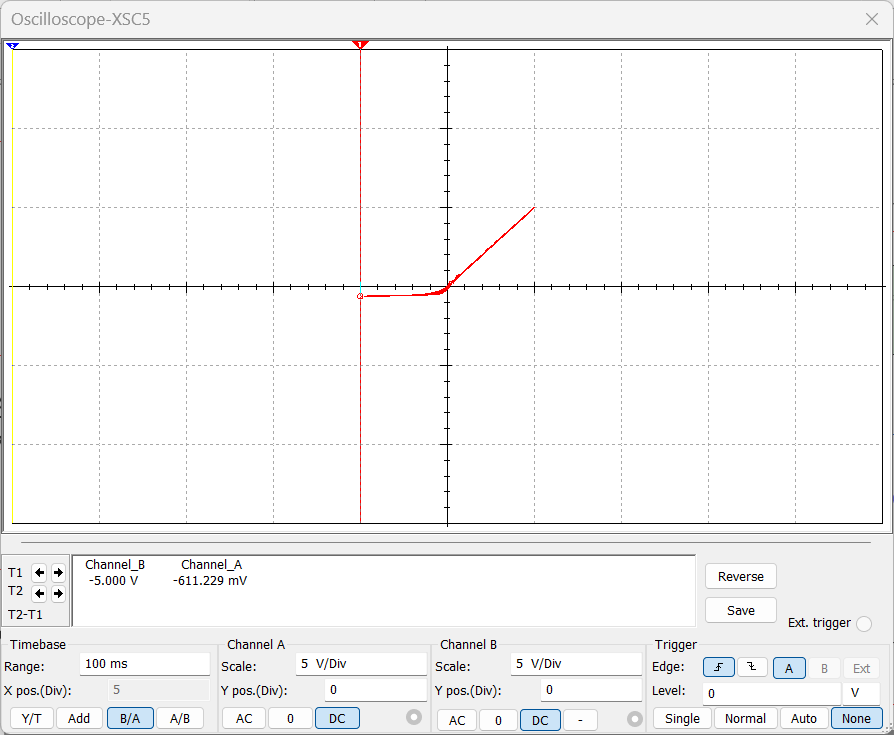 Oscilloscope-XSC5
2
1
T1
T2
T2-T1
Channel_B Channel_A
-5.000 V -611.229 mV
Reverse
Save
Ext. trigger
Timebase
Range: 100 ms
X pos.(Div): 5
Y/T Add B/A A/B
Channel A
Scale: 5 V/Div
Y pos.(Div): 0
AC 0 DC
Channel B
Scale: 5 V/Div
Y pos.(Div): 0
AC 0 DC -
Trigger
Edge: A B Ext
Level: 0 V
Single Normal Auto None